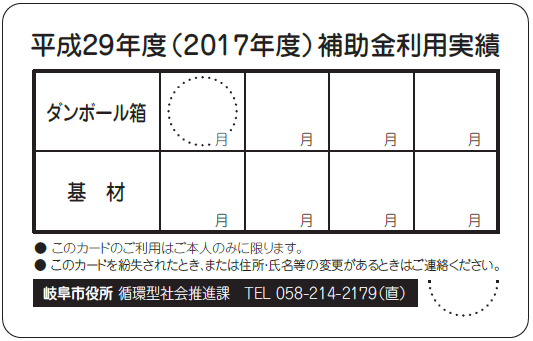 平成29年度（2017年度）補助金利用実績
ダンボール箱 月 月 月 月
基　材 月 月 月 月
● このカードのご利用はご本人のみに限ります。
● このカードを紛失されたとき、または住所・氏名等の変更があるときはご連絡ください。
岐阜市役所 循環型社会推進課　TEL 058-214-2179（直）